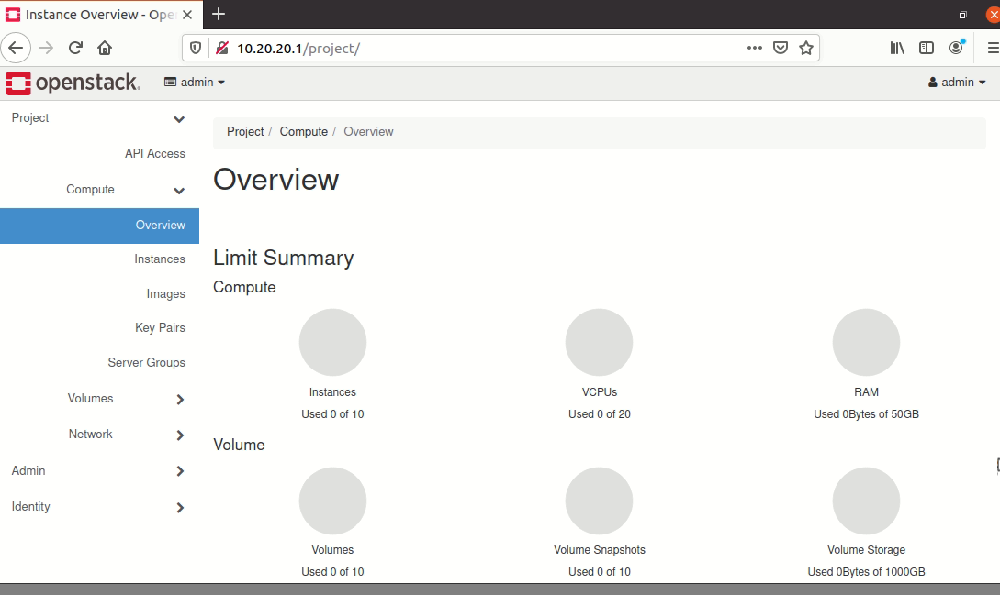 Instance Overview - Ope
10.20.20.1/project/
openstack.
admin
admin
Project
API Access
Compute
Overview
Instances
Images
Key Pairs
Server Groups
Volumes
Network
Admin
Identity
Project / Compute / Overview
Overview
Limit Summary
Compute
Instances VCPUs RAM
Used 0 of 10 Used 0 of 20 Used 0Bytes of 50GB
Volume
Volumes Volume Snapshots Volume Storage
Used 0 of 10 Used 0 of 10 Used 0Bytes of 1000GB